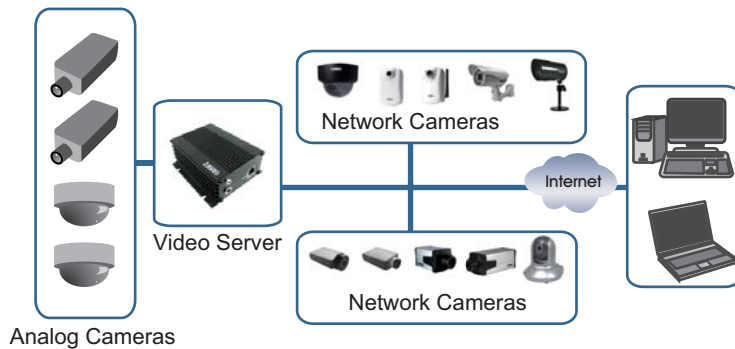 Network Cameras
Internet
Video Server
Network Cameras
Analog Cameras